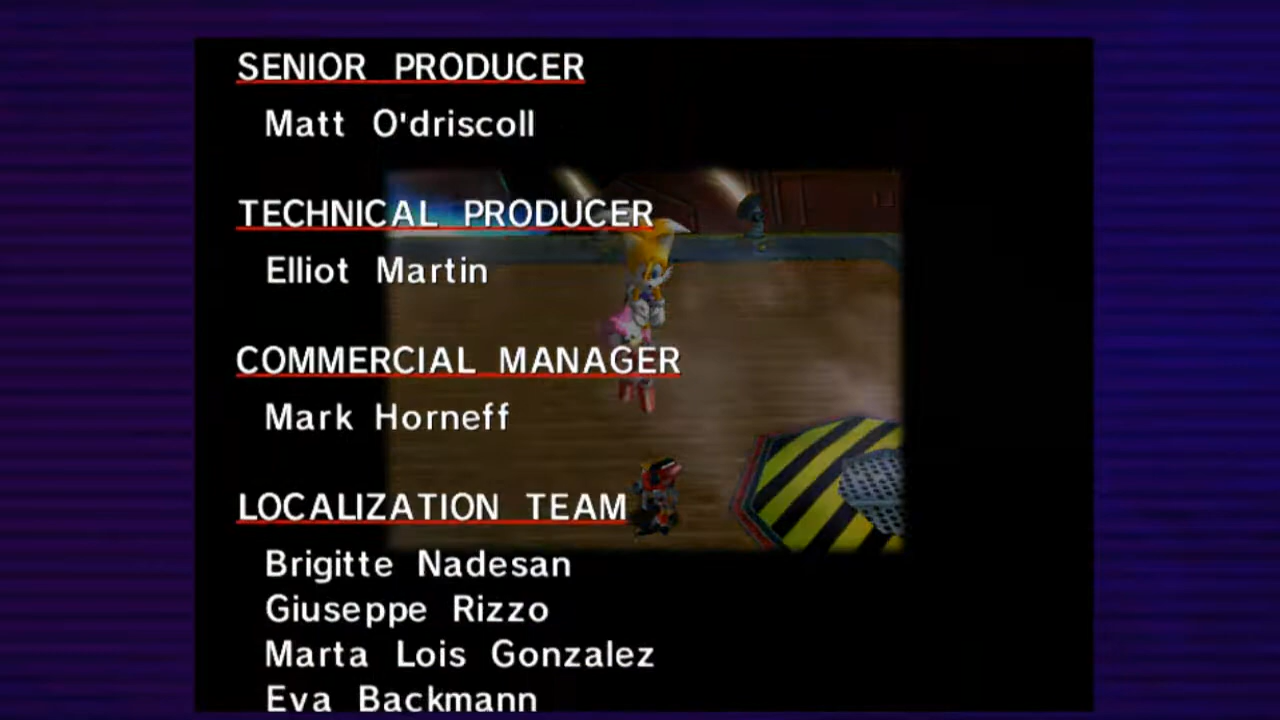 SENIOR PRODUCER
Matt O'driscoll
TECHNICAL PRODUCER
Elliot Martin
COMMERCIAL MANAGER
Mark Horneff
LOCALIZATION TEAM
Brigitte Nadesan
Giuseppe Rizzo
Marta Lois Gonzalez
Eva Backmann